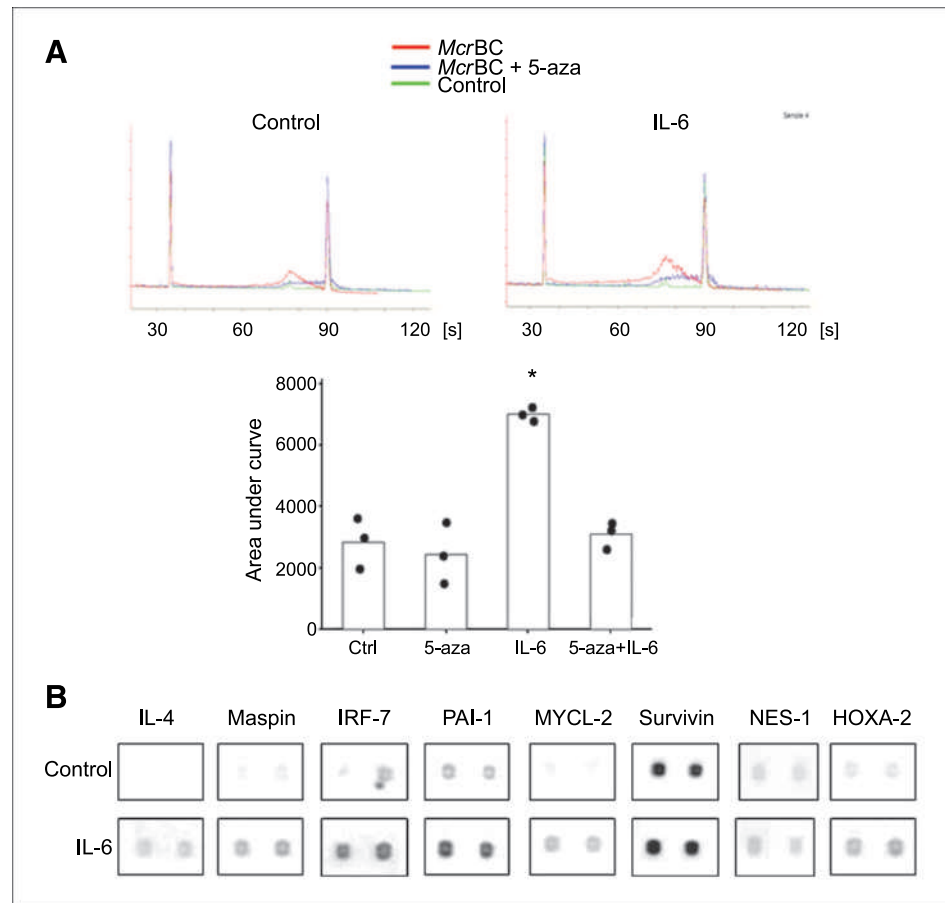 A
McrBC
McrBC + 5-aza
Control
Control
IL-6
Sample 4
30 60 90 120 [s]
30 60 90 120 [s]
*
8000
6000
4000
2000
0
Area under curve
Ctrl 5-aza IL-6 5-aza+IL-6
B
IL-4 Maspin IRF-7 PAI-1 MYCL-2 Survivin NES-1 HOXA-2
Control
IL-6